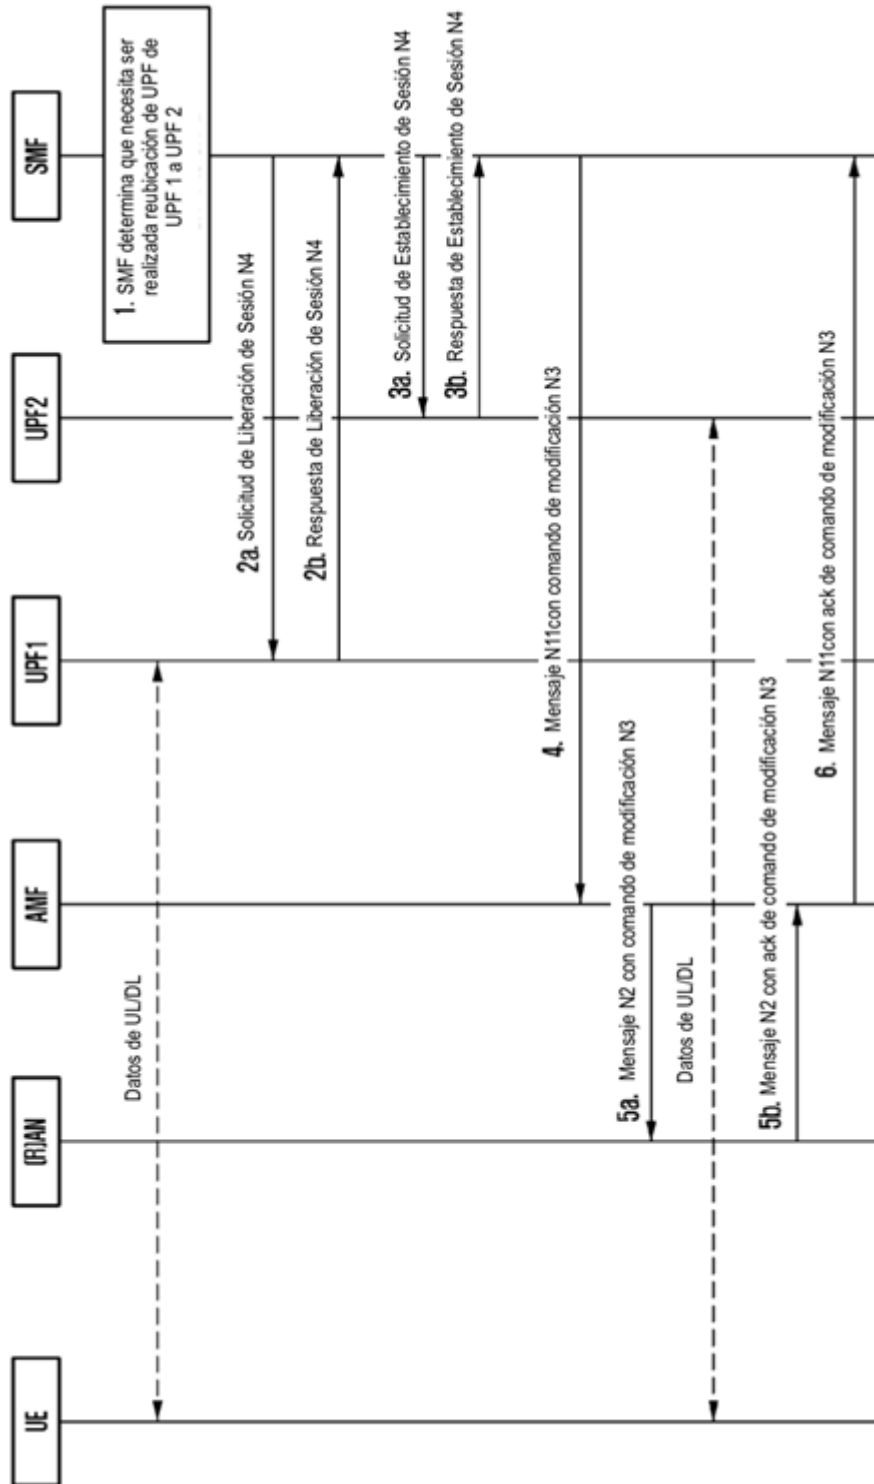 UE
(R)AN
AMF
UPF1
UPF2
SMF
1. SMF determina que necesita ser
realizada reubicación de UPF de
UPF 1 a UPF 2
Datos de UL/DL
2a. Solicitud de Liberación de Sesión N4
2b. Respuesta de Liberación de Sesión N4
3a. Solicitud de Establecimiento de Sesión N4
3b. Respuesta de Establecimiento de Sesión N4
4. Mensaje N11con comando de modificación N3
5a. Mensaje N2 con comando de modificación N3
Datos de UL/DL
5b. Mensaje N2 con ack de comando de modificación N3
6. Mensaje N11con ack de comando de modificación N3